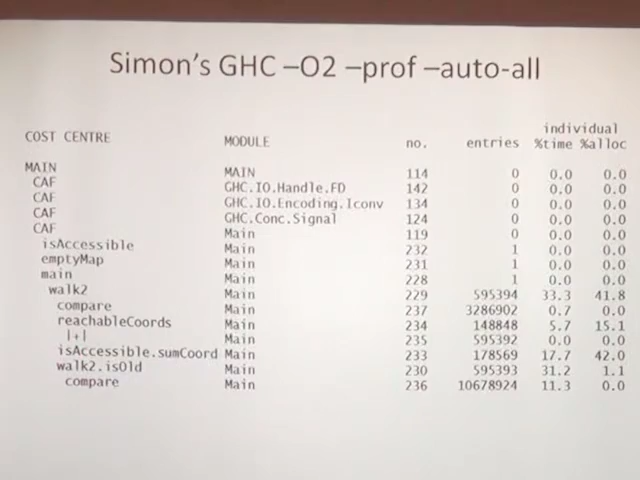 Simon's GHC –O2 –prof –auto-all
individual
COST CENTRE MODULE no. entries %time %alloc
MAIN MAIN 114 0 0.0 0.0
CAF GHC.IO.Handle.FD 142 0 0.0 0.0
CAF GHC.IO.Encoding.Iconv 134 0 0.0 0.0
CAF GHC.Conc.Signal 124 0 0.0 0.0
CAF Main 119 0 0.0 0.0
isAccessible Main 232 1 0.0 0.0
emptyMap Main 231 1 0.0 0.0
main Main 228 1 0.0 0.0
walk2 Main 229 595394 33.3 41.8
compare Main 237 3286902 0.7 0.0
reachableCoords Main 234 148848 5.7 15.1
|+| Main 235 595392 0.0 0.0
isAccessible.sumCoord Main 233 178569 17.7 42.0
walk2.isOld Main 230 595393 31.2 1.1
compare Main 236 10678924 11.3 0.0